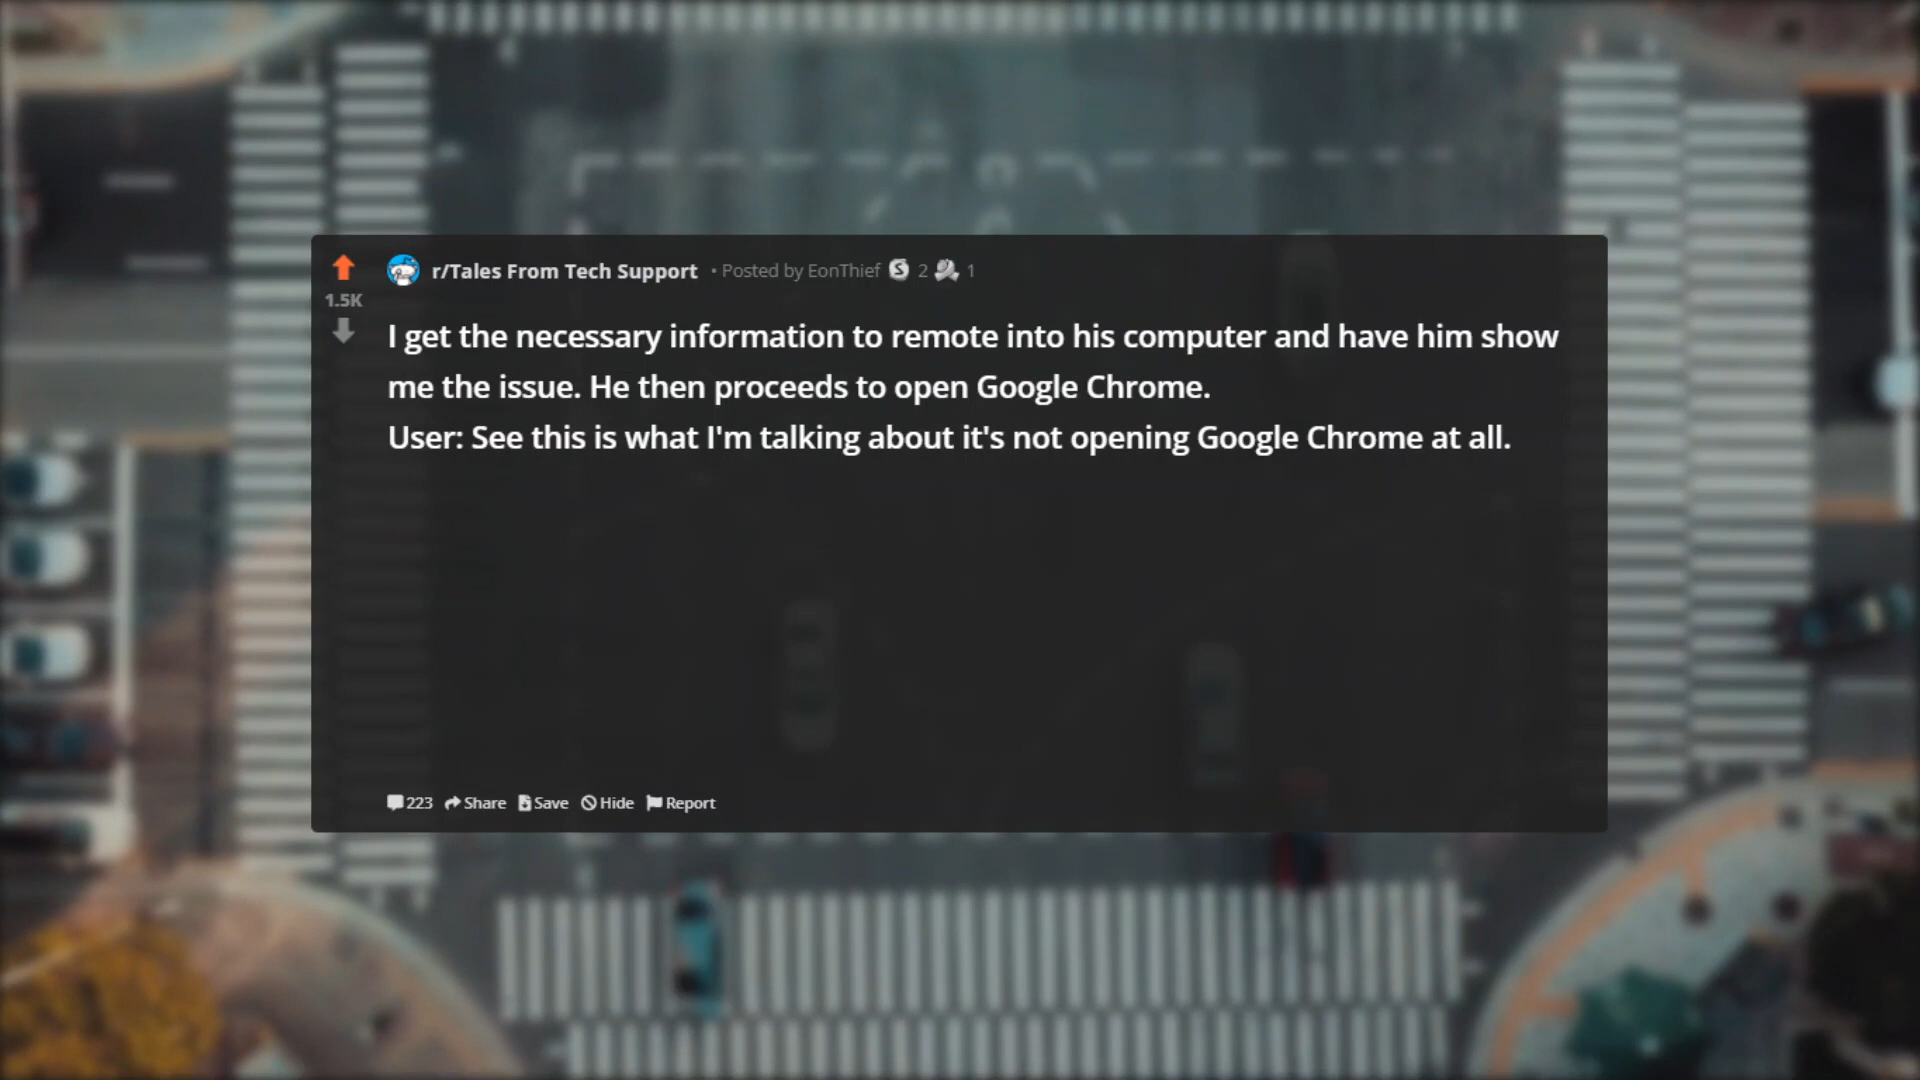 r/Tales From Tech Support • Posted by EonThief S 2 1
1.5K
I get the necessary information to remote into his computer and have him show
me the issue. He then proceeds to open Google Chrome.
User: See this is what I'm talking about it's not opening Google Chrome at all.
223 Share Save Hide Report